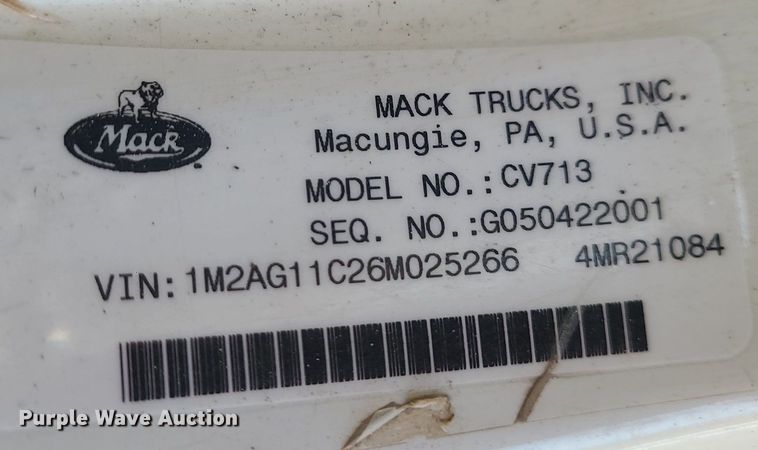 Mack
MACK TRUCKS, INC.
Macungie, PA, U.S.A.
MODEL NO.:CV713
SEQ. NO.:G050422001
VIN:1M2AG11C26M025266 4MR21084
Purple Wave Auction